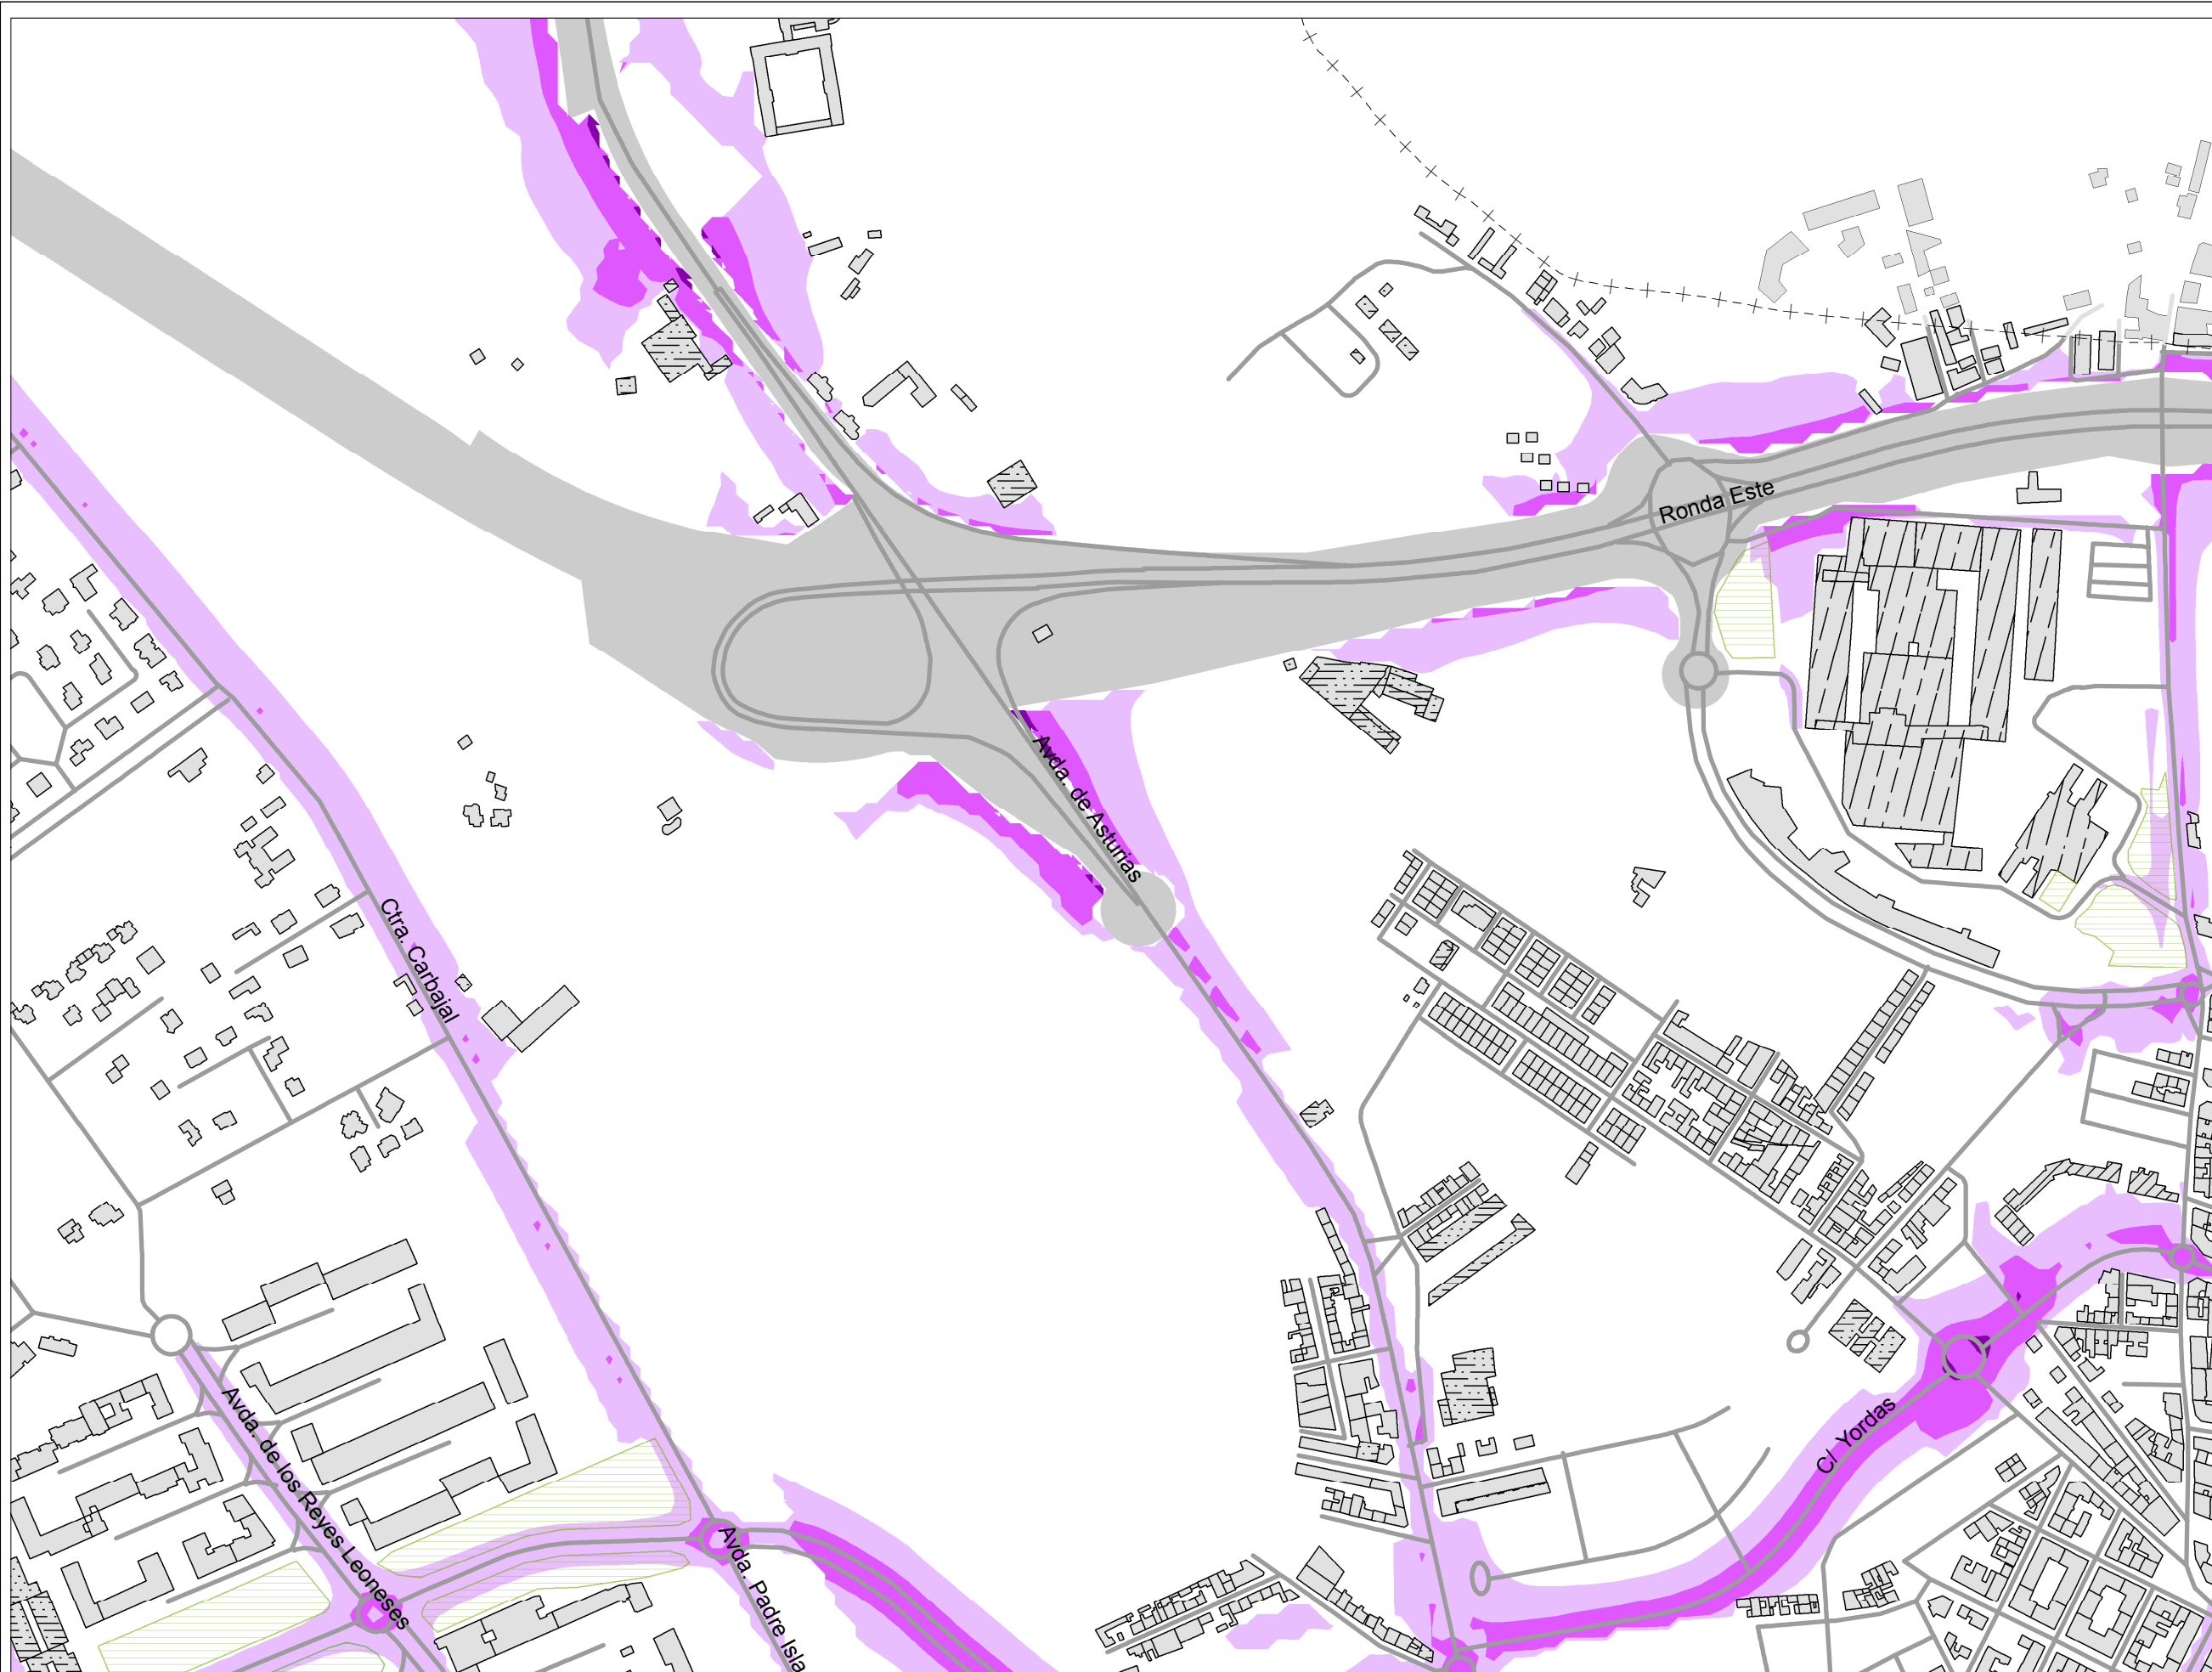 Ronda Este
Avda. de Asturias
Ctra. Carbajal
Avda. de los Reyes Leoneses
C/ Yordas
Avda. Padre Isla